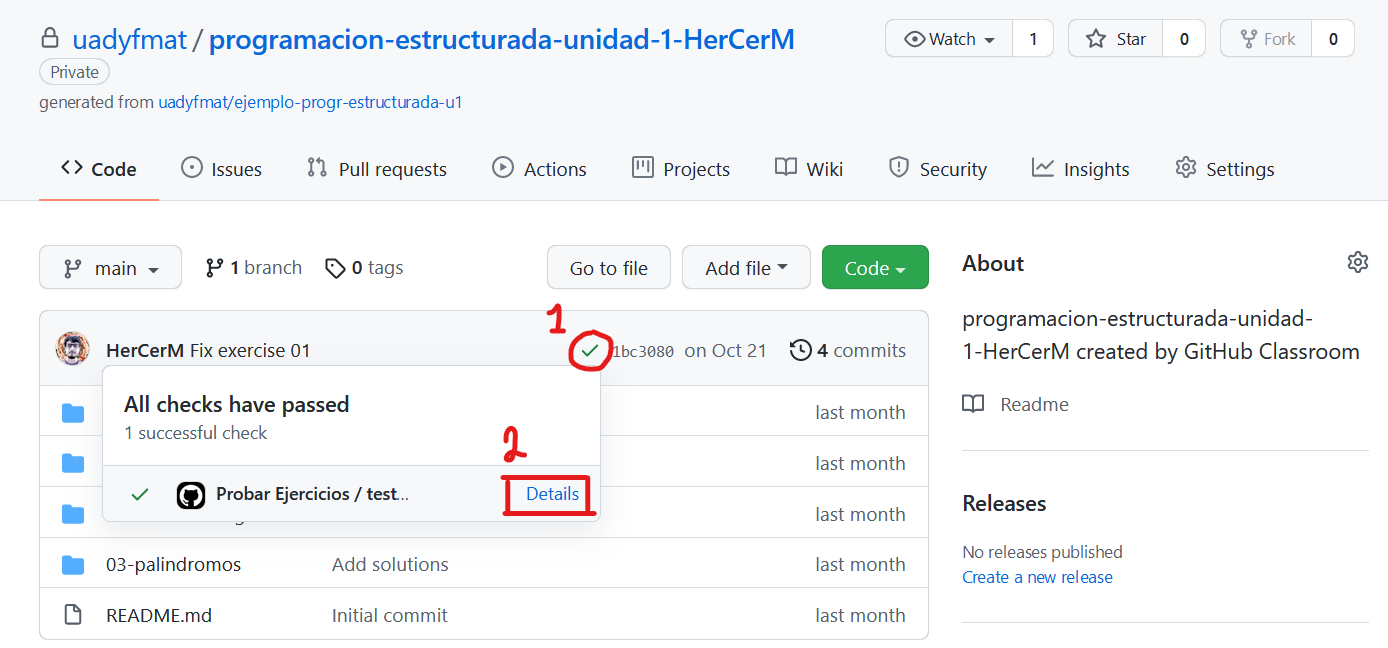 uadyfmat / programacion-estructurada-unidad-1-HerCerM
Watch 1
Star 0
Fork 0
Private
generated from uadyfmat/ejemplo-progr-estructurada-u1
Code Issues Pull requests Actions Projects Wiki Security Insights Settings
main 1 branch 0 tags
Go to file Add file Code
1
HerCerM Fix exercise 01 1bc3080 on Oct 21 4 commits
All checks have passed
1 successful check
2
Probar Ejercicios / test... Details
last month
last month
last month
03-palindromos Add solutions last month
README.md Initial commit last month
About
programacion-estructurada-unidad-
1-HerCerM created by GitHub Classroom
Readme
Releases
No releases published
Create a new release